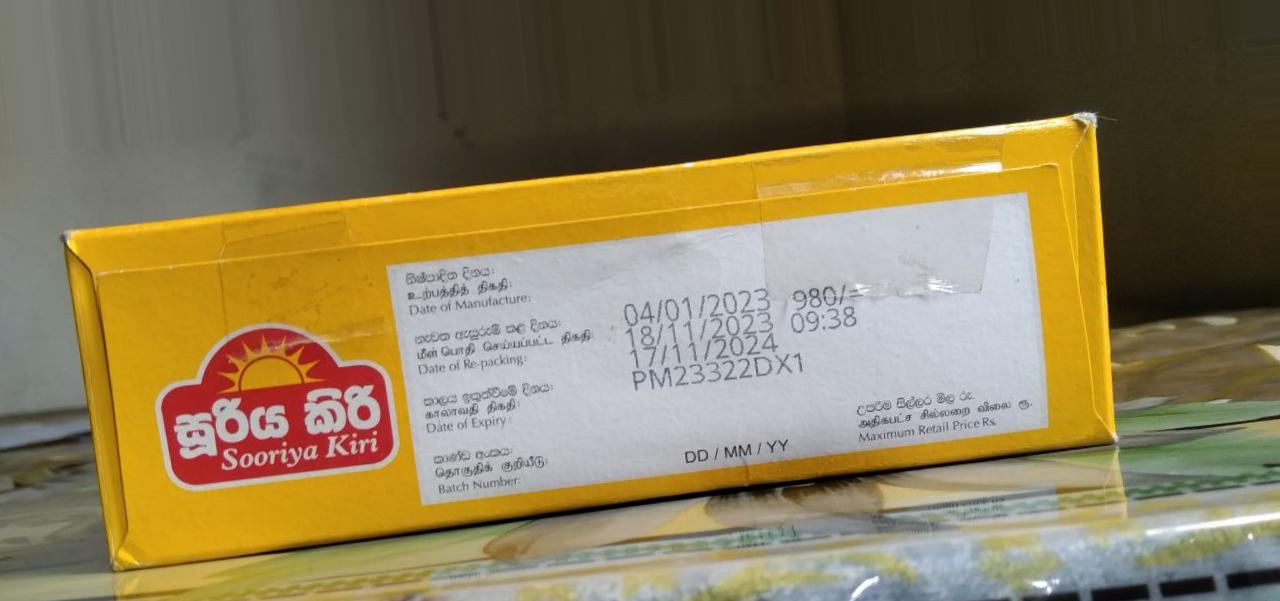 සූරිය කිරි
Sooriya Kiri
නිෂ්පාදිත දිනය:
உற்பத்தித் திகதி:
Date of Manufacture:
නැවත ඇසුරුම් කළ දිනය:
மீள் பொதி செய்யப்பட்ட திகதி:
Date of Re-packing:
කාලය ඉකුත්වීමේ දිනය:
காலாவதி திகதி:
Date of Expiry:
කාණ්ඩ අංකය:
தொகுதிக் குறியீடு:
Batch Number:
04/01/2023 980/=
18/11/2023 09:38
17/11/2024
PM23322DX1
DD / MM / YY
උපරිම සිල්ලර මිල රු.
அதிகபட்ச சில்லறை விலை ரூ.
Maximum Retail Price Rs.